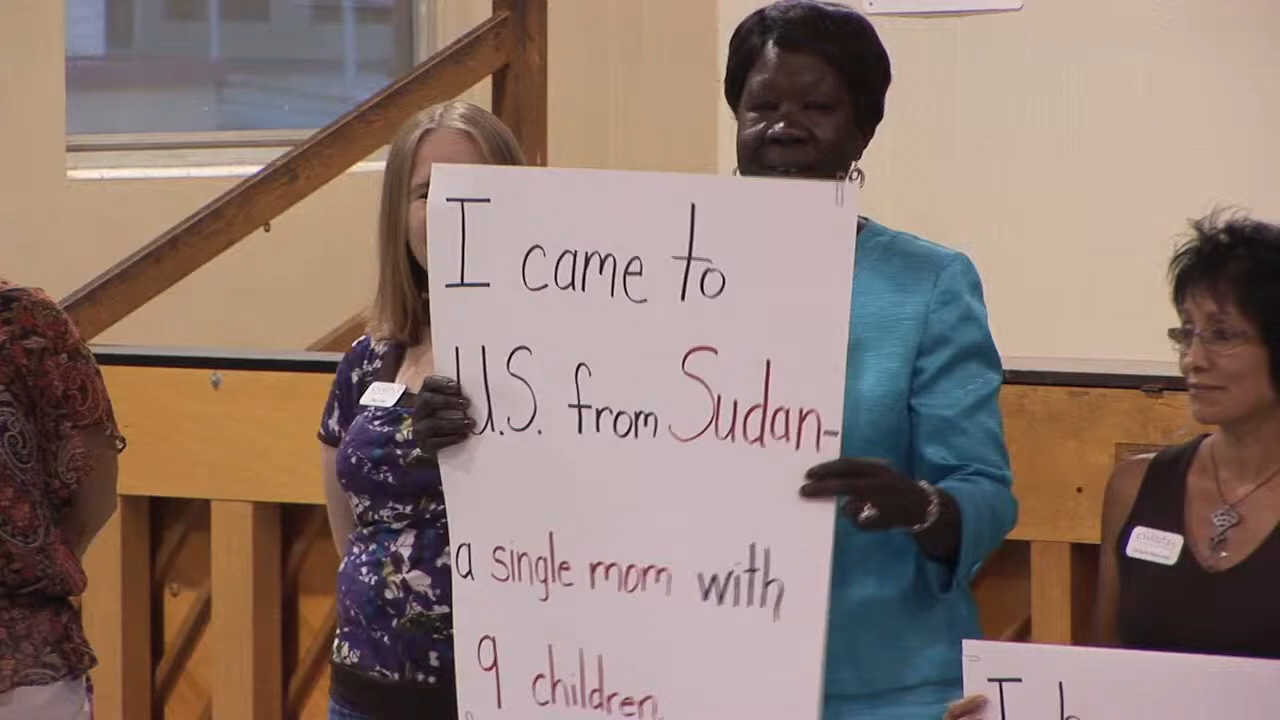 I came to
U.S. from Sudan-
a single mom with
9 children.
I